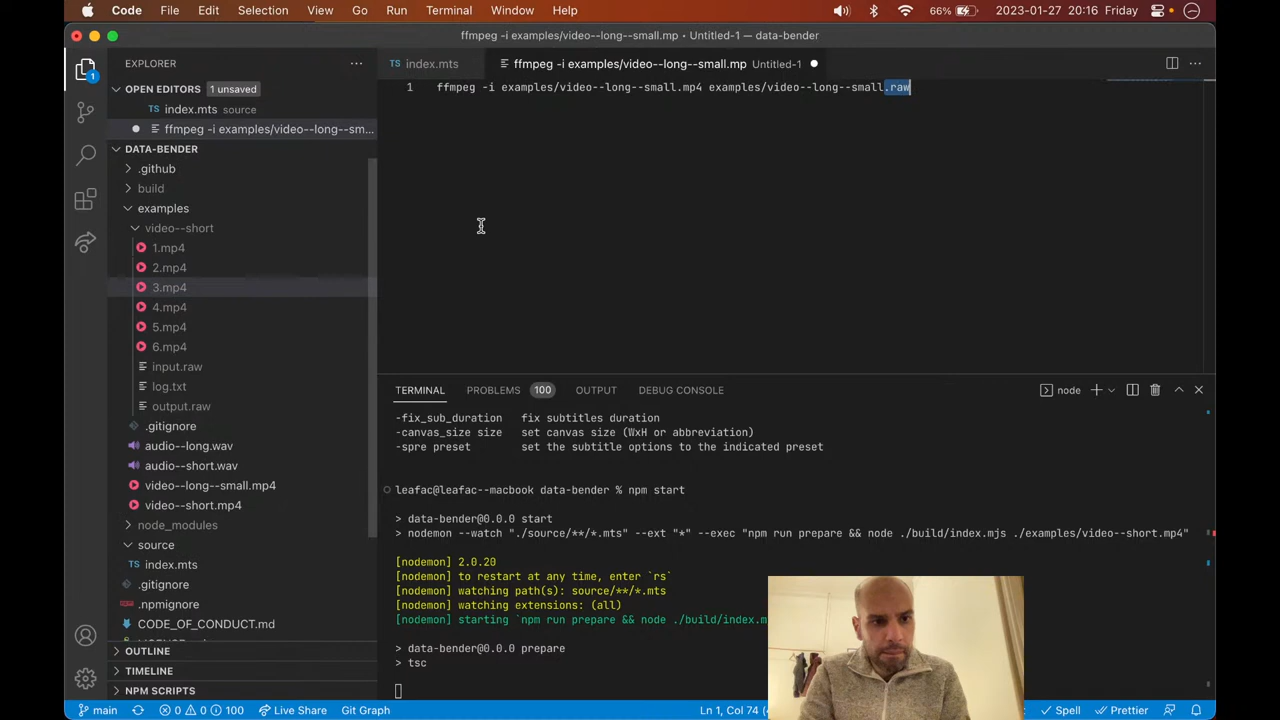 Code File Edit Selection View Go Run Terminal Window Help 66% 2023-01-27 20:16 Friday
ffmpeg -i examples/video--long--small.mp • Untitled-1 — data-bender
EXPLORER
TS index.mts
ffmpeg -i examples/video--long--small.mp Untitled-1
OPEN EDITORS 1 unsaved
TS index.mts source
ffmpeg -i examples/video--long--sm...
DATA-BENDER
.github
build
examples
video--short
1.mp4
2.mp4
3.mp4
4.mp4
5.mp4
6.mp4
input.raw
log.txt
output.raw
.gitignore
audio--long.wav
audio--short.wav
video--long--small.mp4
video--short.mp4
node_modules
source
TS index.mts
.gitignore
.npmignore
CODE_OF_CONDUCT.md
OUTLINE
TIMELINE
NPM SCRIPTS
1
1 ffmpeg -i examples/video--long--small.mp4 examples/video--long--small.raw
TERMINAL PROBLEMS 100 OUTPUT DEBUG CONSOLE node
-fix_sub_duration fix subtitles duration
-canvas_size size set canvas size (WxH or abbreviation)
-spre preset set the subtitle options to the indicated preset
leafac@leafac--macbook data-bender % npm start
> data-bender@0.0.0 start
> nodemon --watch "./source/**/*.mts" --ext "*" --exec "npm run prepare && node ./build/index.mjs ./examples/video--short.mp4"
[nodemon] 2.0.20
[nodemon] to restart at any time, enter `rs`
[nodemon] watching path(s): source/**/*.mts
[nodemon] watching extensions: (all)
[nodemon] starting `npm run prepare && node ./build/index.m
> data-bender@0.0.0 prepare
> tsc
main 0 0 100 Live Share Git Graph Ln 1, Col 74 Spell Prettier